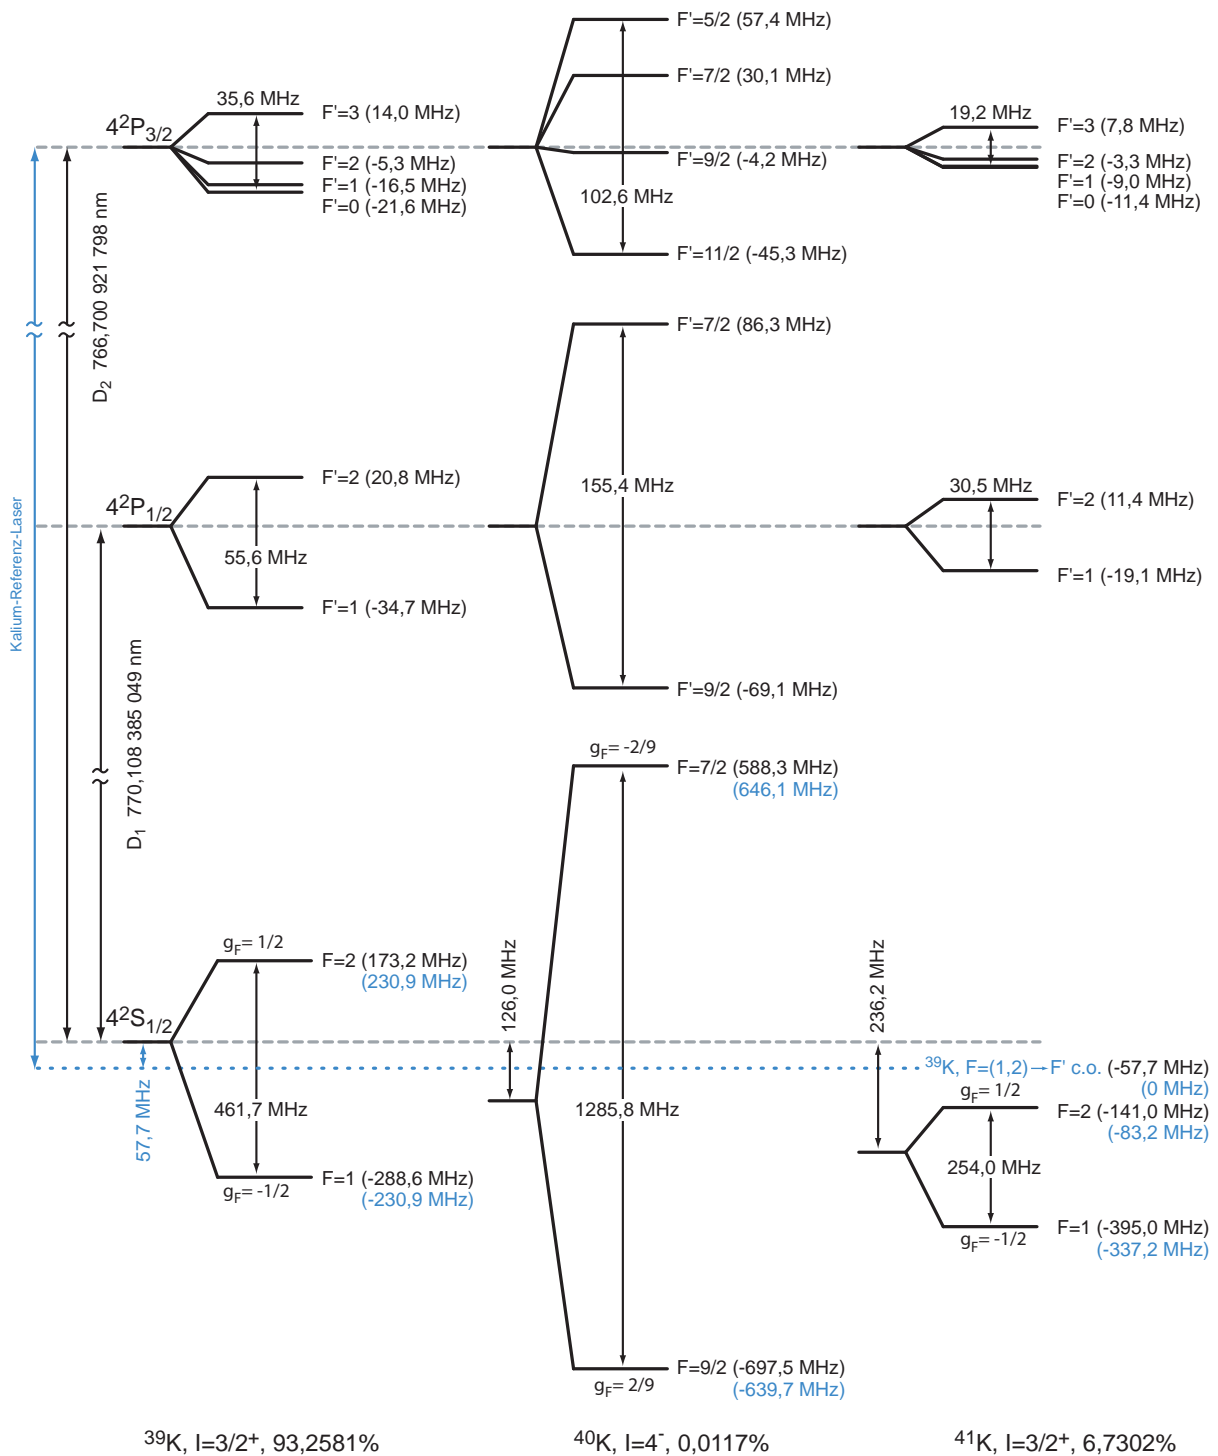 F'=5/2 (57,4 MHz)
F'=7/2 (30,1 MHz)
35,6 MHz
F'=3 (14,0 MHz)
19,2 MHz
F'=3 (7,8 MHz)
4²P₃/₂
F'=2 (-5,3 MHz)
F'=9/2 (-4,2 MHz)
F'=2 (-3,3 MHz)
F'=1 (-16,5 MHz)
F'=1 (-9,0 MHz)
102,6 MHz
F'=0 (-21,6 MHz)
F'=0 (-11,4 MHz)
F'=11/2 (-45,3 MHz)
D₂ 766,700 921 798 nm
F'=7/2 (86,3 MHz)
F'=2 (20,8 MHz)
155,4 MHz
30,5 MHz
F'=2 (11,4 MHz)
4²P₁/₂
55,6 MHz
F'=1 (-19,1 MHz)
F'=1 (-34,7 MHz)
Kalium-Referenz-Laser
D₁ 770,108 385 049 nm
F'=9/2 (-69,1 MHz)
g_F= -2/9
F=7/2 (588,3 MHz)
(646,1 MHz)
g_F= 1/2
F=2 (173,2 MHz)
(230,9 MHz)
126,0 MHz
236,2 MHz
4²S₁/₂
³⁹K, F=(1,2)→F' c.o. (-57,7 MHz)
(0 MHz)
57,7 MHz
461,7 MHz
1285,8 MHz
g_F= 1/2
F=2 (-141,0 MHz)
(-83,2 MHz)
254,0 MHz
F=1 (-288,6 MHz)
(-230,9 MHz)
g_F= -1/2
F=1 (-395,0 MHz)
(-337,2 MHz)
g_F= -1/2
F=9/2 (-697,5 MHz)
(-639,7 MHz)
g_F= 2/9
³⁹K, I=3/2⁺, 93,2581%
⁴⁰K, I=4⁻, 0,0117%
⁴¹K, I=3/2⁺, 6,7302%